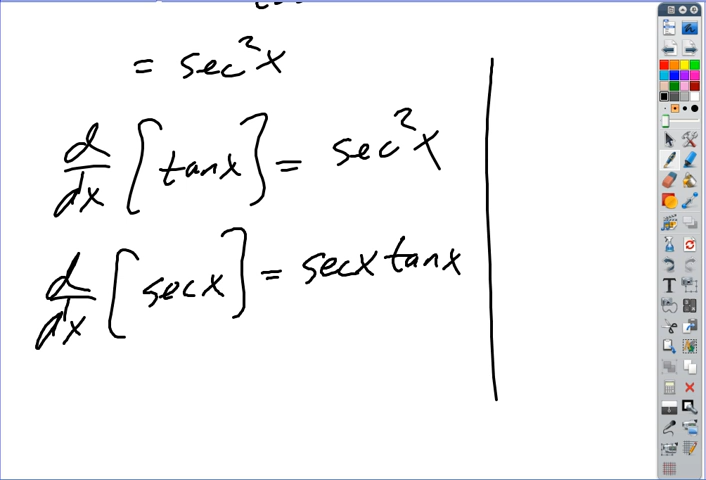 = sec²x
d/dx [tanx] = sec²x
d/dx [secx] = secx tanx